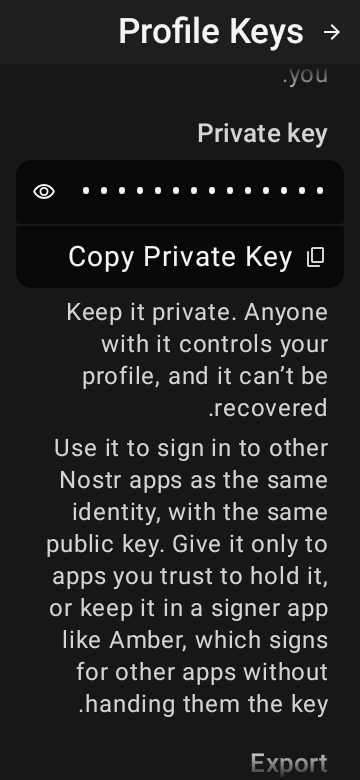 Profile Keys
.you
Private key
Copy Private Key
Keep it private. Anyone
with it controls your
profile, and it can’t be
.recovered
Use it to sign in to other
Nostr apps as the same
identity, with the same
public key. Give it only to
apps you trust to hold it,
or keep it in a signer app
like Amber, which signs
for other apps without
.handing them the key
Export